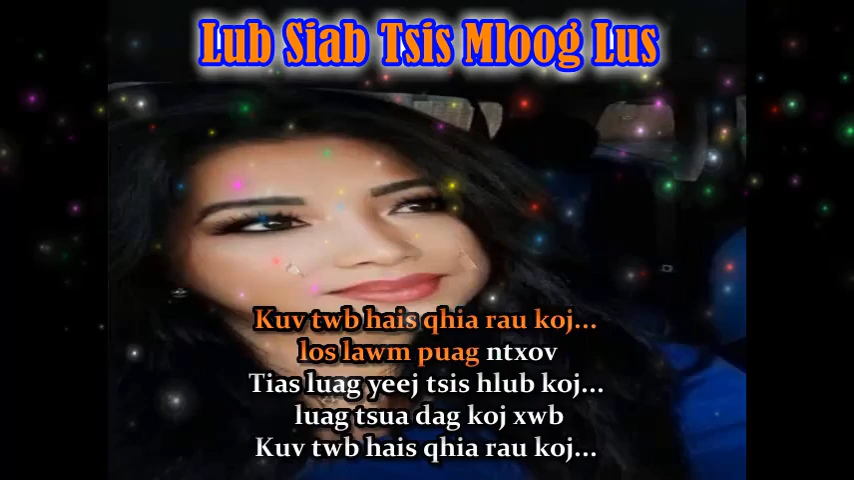 Lub Siab Tsis Mloog Lus
Kuv twb hais qhia rau koj...
los lawm puag ntxov
Tias luag yeej tsis hlub koj...
luag tsua dag koj xwb
Kuv twb hais qhia rau koj...